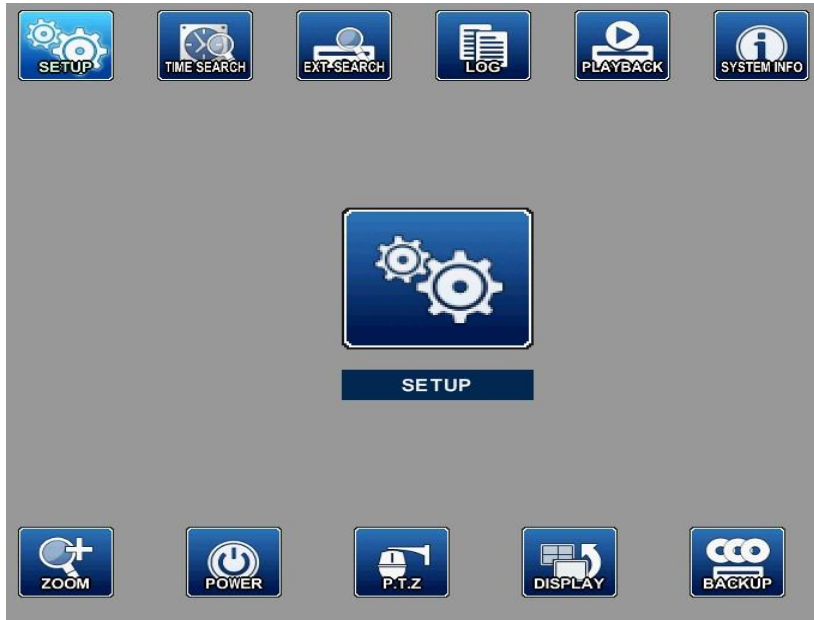 SETUP
TIME SEARCH
EXT. SEARCH
LOG
PLAYBACK
SYSTEM INFO
SETUP
ZOOM
POWER
P.T.Z
DISPLAY
BACKUP